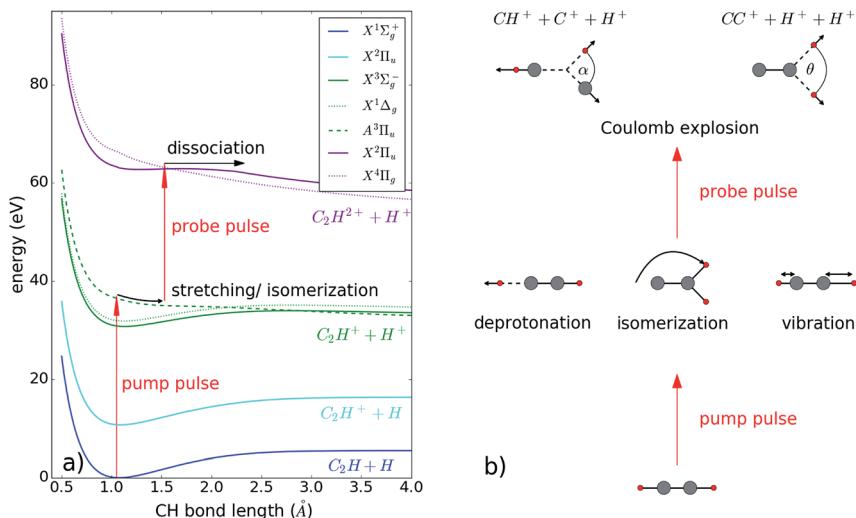 80
60
40
20
0
energy (eV)
0.5 1.0 1.5 2.0 2.5 3.0 3.5 4.0
CH bond length (Å)
a)
X¹Σg⁺
X²Πu
X³Σg⁻
X¹Δg
A³Πu
X²Πu
X⁴Πg
dissociation
C₂H²⁺ + H⁺
probe pulse
stretching/ isomerization
C₂H⁺ + H⁺
pump pulse
C₂H⁺ + H
C₂H + H
b)
CH⁺ + C⁺ + H⁺
CC⁺ + H⁺ + H⁺
α
θ
Coulomb explosion
probe pulse
deprotonation
isomerization
vibration
pump pulse